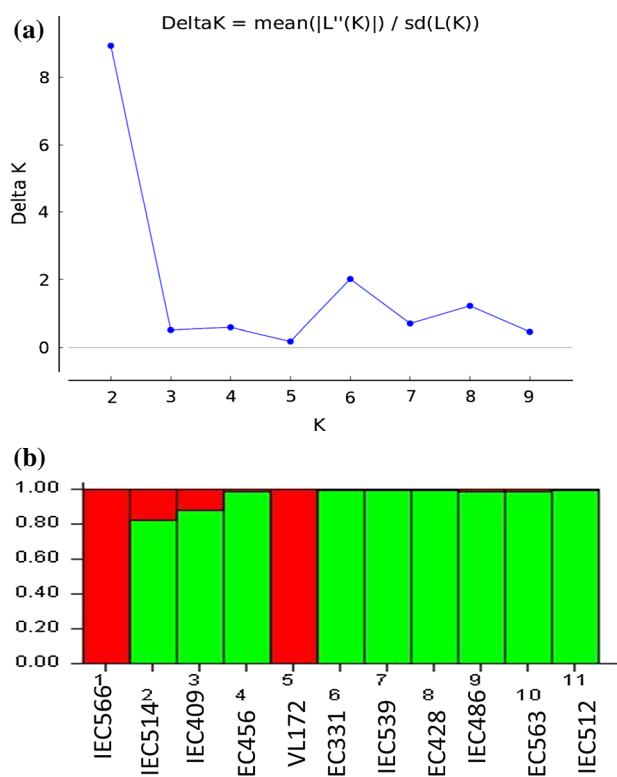 (a)
DeltaK = mean(|L''(K)|) / sd(L(K))
8
6
4
2
0
Delta K
2 3 4 5 6 7 8 9
K
(b)
1.00
0.80
0.60
0.40
0.20
0.00
1 2 3 4 5 6 7 8 9 10 11
IEC566 IEC514 IEC409 EC456 VL172 EC331 IEC539 EC428 IEC486 EC563 IEC512